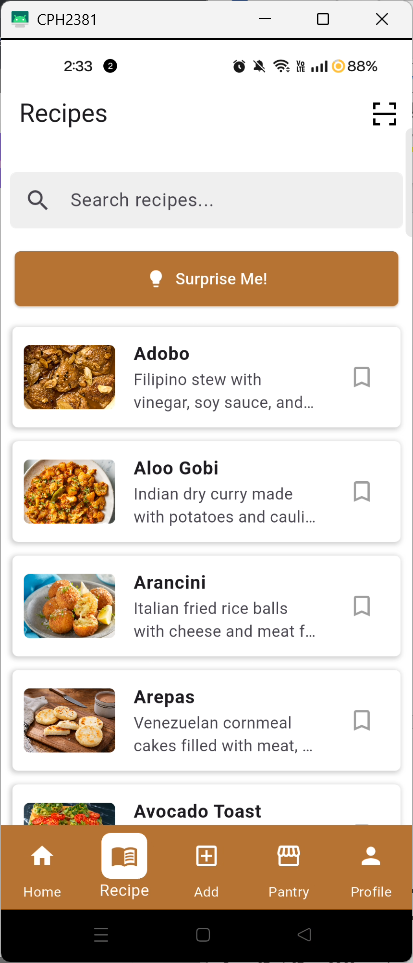 CPH2381
2:33 2 88%
Recipes
Search recipes...
Surprise Me!
Adobo
Filipino stew with
vinegar, soy sauce, and...
Aloo Gobi
Indian dry curry made
with potatoes and cauli...
Arancini
Italian fried rice balls
with cheese and meat f...
Arepas
Venezuelan cornmeal
cakes filled with meat, ...
Avocado Toast
Home Recipe Add Pantry Profile